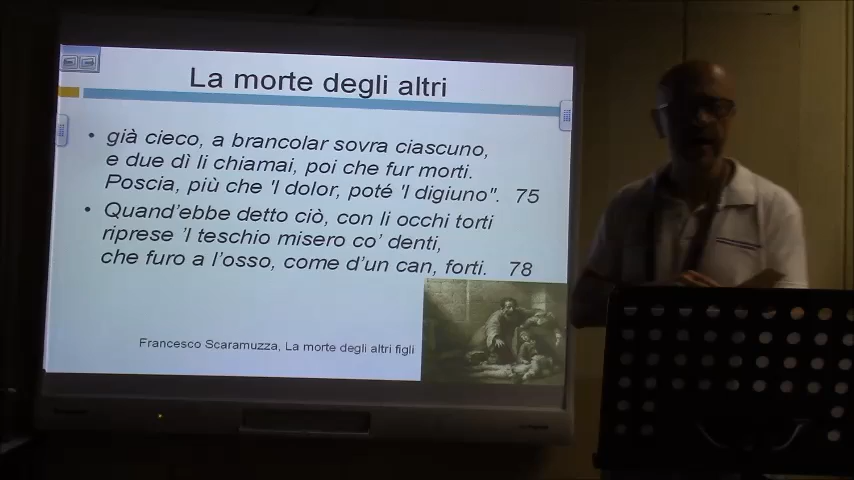 La morte degli altri
• già cieco, a brancolar sovra ciascuno,
e due dì li chiamai, poi che fur morti.
Poscia, più che 'l dolor, poté 'l digiuno". 75
• Quand'ebbe detto ciò, con li occhi torti
riprese 'l teschio misero co' denti,
che furo a l'osso, come d'un can, forti. 78
Francesco Scaramuzza, La morte degli altri figli